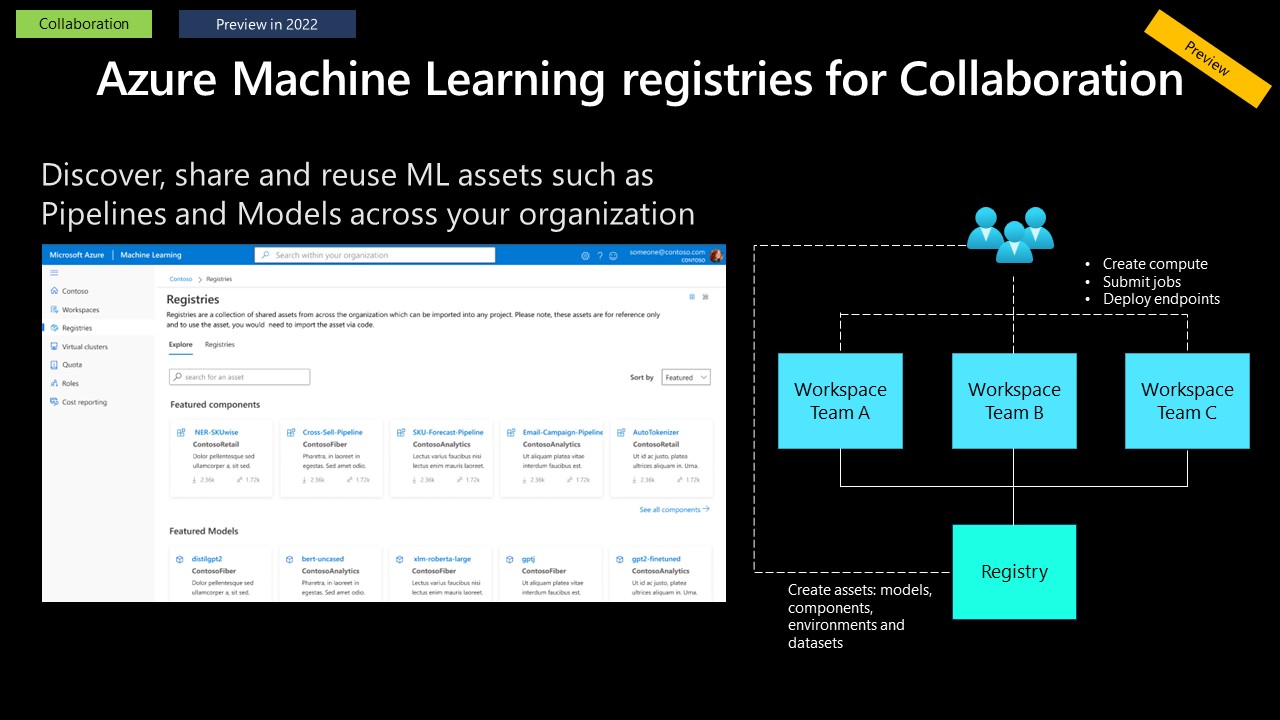 Collaboration
Preview in 2022
Preview
Azure Machine Learning registries for Collaboration
Discover, share and reuse ML assets such as
Pipelines and Models across your organization
Microsoft Azure | Machine Learning
Search within your organization
someone@contoso.com
CONTOSO
Contoso
Workspaces
Registries
Virtual clusters
Quota
Roles
Cost reporting
Contoso > Registries
Registries
Registries are a collection of shared assets from across the organization which can be imported into any project. Please note, these assets are for reference only
and to use the asset, you would need to import the asset via code.
Explore Registries
search for an asset
Sort by Featured
Featured components
NER-SKUwise
ContosoRetail
Dolor pellentesque sed
ullamcorper a, sit sed.
2.36k 1.72k
Cross-Sell-Pipeline
ContosoFiber
Pharetra, in laoreet in
egestas. Sed amet odio.
2.36k 1.72k
SKU-Forecast-Pipeline
ContosoAnalytics
Lectus varius faucibus nisi
lectus enim mauris laoreet.
2.36k 1.72k
Email-Campaign-Pipeline
ContosoAnalytics
Ut aliquam platea vitae
interdum faucibus est.
2.36k 1.72k
AutoTokenizer
ContosoRetail
Ut id ac justo, platea
ultrices aliquam in. Urna.
2.36k 1.72k
See all components
Featured Models
distilgpt2
ContosoFiber
Dolor pellentesque sed
ullamcorper a, sit sed.
bert-uncased
ContosoAnalytics
Pharetra, in laoreet in
egestas. Sed amet odio.
xlm-roberta-large
ContosoFiber
Lectus varius faucibus nisi
lectus enim mauris laoreet.
gptj
ContosoFiber
Ut aliquam platea vitae
interdum faucibus est.
gpt2-finetuned
ContosoAnalytics
Ut id ac justo, platea
ultrices aliquam in. Urna.
• Create compute
• Submit jobs
• Deploy endpoints
Workspace
Team A
Workspace
Team B
Workspace
Team C
Registry
Create assets: models,
components,
environments and
datasets